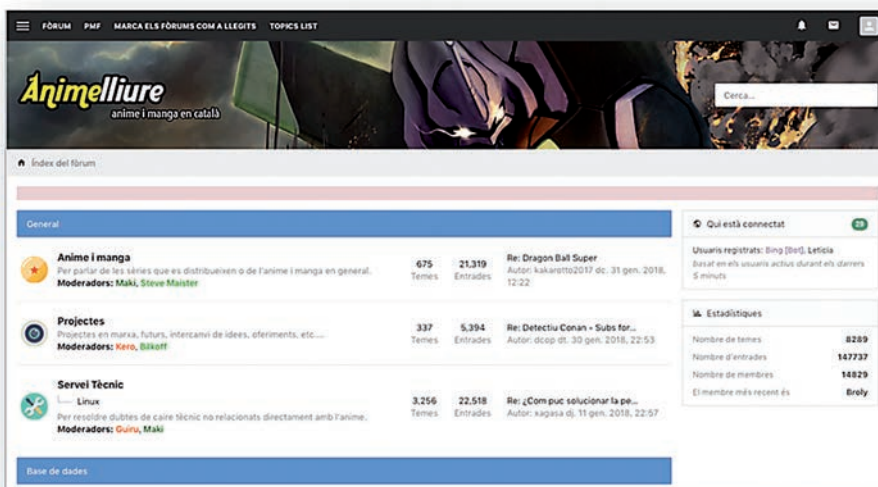 FÒRUM PMF MARCA ELS FÒRUMS COM A LLEGITS TOPICS LIST
Animelliure
anime i manga en català
Cerca...
Índex del fòrum
General
Anime i manga
Per parlar de les sèries que es distribueixen o de l'anime i manga en general.
Moderadors: Maki, Steve Maister
675 Temes
21,319 Entrades
Re: Dragon Ball Super
Autor: kakarotto2017 dc. 31 gen. 2018,
12:22
Projectes
Projectes en marxa, futurs, intercanvi de idees, oferiments, etc....
Moderadors: Kero, Bilkoff
337 Temes
5,394 Entrades
Re: Detectiu Conan - Subs for...
Autor: dcop dt. 30 gen. 2018, 22:53
Servei Tècnic
Linux
Per resoldre dubtes de caire tècnic no relacionats directament amb l'anime.
Moderadors: Guiru, Maki
3,256 Temes
22,518 Entrades
Re: ¿Com puc solucionar la pe...
Autor: xagasa dj. 11 gen. 2018, 22:57
Base de dades
Qui està connectat 28
Usuaris registrats: Bing [Bot], Leticia
Basat en els usuaris actius durant els darrers
5 minuts
Estadístiques
Nombre de temes 8289
Nombre d'entrades 147737
Nombre de membres 14829
El membre més recent és Broly